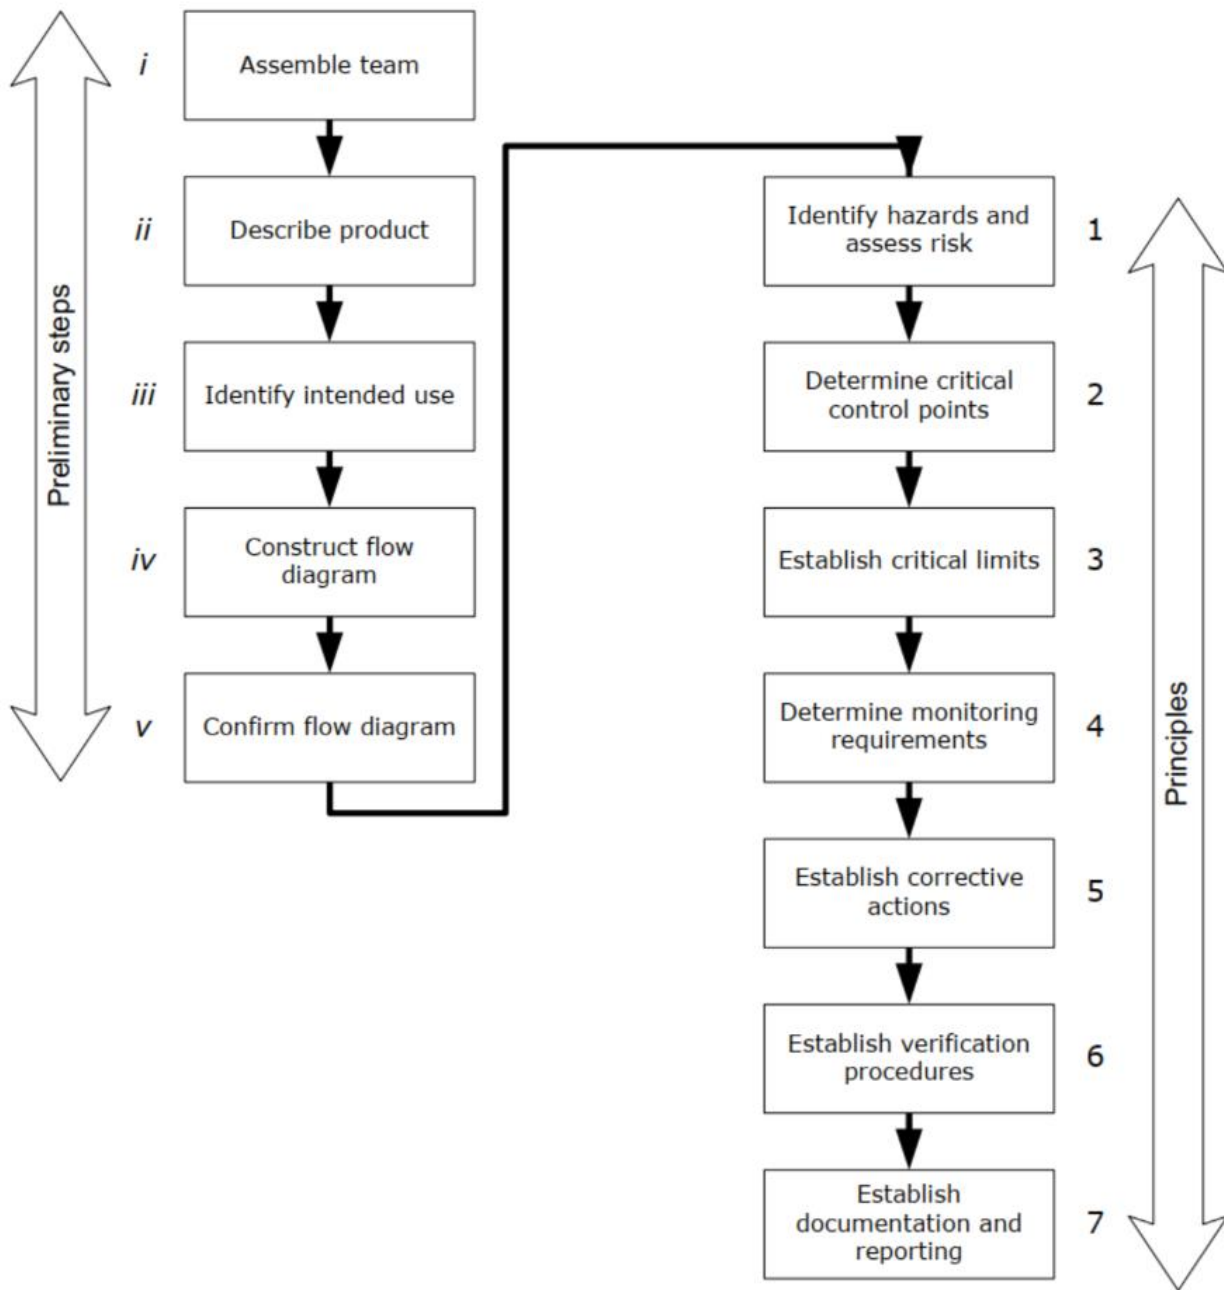 Preliminary steps
i
Assemble team
ii
Describe product
iii
Identify intended use
iv
Construct flow
diagram
v
Confirm flow diagram
Identify hazards and
assess risk
1
Determine critical
control points
2
Establish critical limits
3
Determine monitoring
requirements
4
Establish corrective
actions
5
Establish verification
procedures
6
Establish
documentation and
reporting
7
Principles